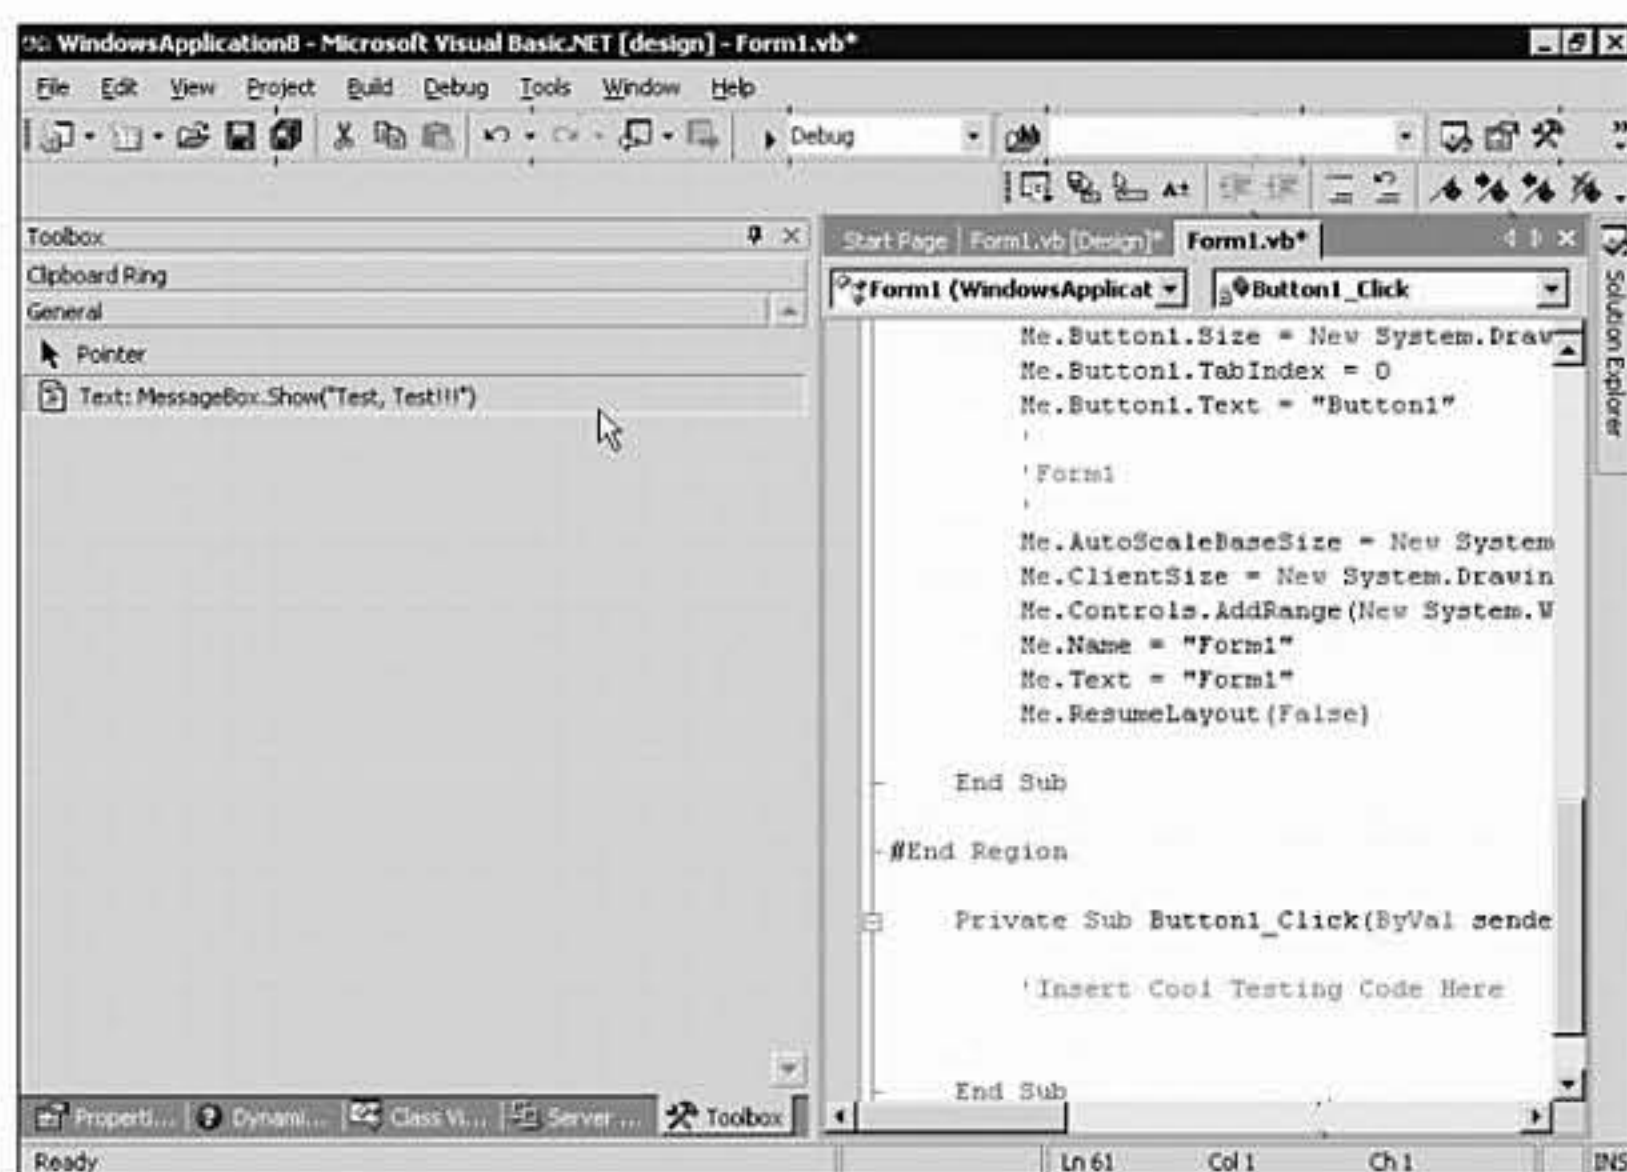 WindowsApplication8 - Microsoft Visual Basic.NET [design] - Form1.vb*
File Edit View Project Build Debug Tools Window Help
Debug
Toolbox
Clipboard Ring
General
Pointer
Text: MessageBox.Show("Test, Test!!!")
Properti... Dynami... Class Vi... Server ... Toolbox
Start Page Form1.vb [Design]* Form1.vb*
Form1 (WindowsApplicat Button1_Click
Me.Button1.Size = New System.Draw
Me.Button1.TabIndex = 0
Me.Button1.Text = "Button1"
'
'Form1
'
Me.AutoScaleBaseSize = New System
Me.ClientSize = New System.Drawin
Me.Controls.AddRange(New System.W
Me.Name = "Form1"
Me.Text = "Form1"
Me.ResumeLayout(False)
End Sub
#End Region
Private Sub Button1_Click(ByVal sende
'Insert Cool Testing Code Here
End Sub
Solution Explorer
Ready Ln 61 Col 1 Ch 1 INS